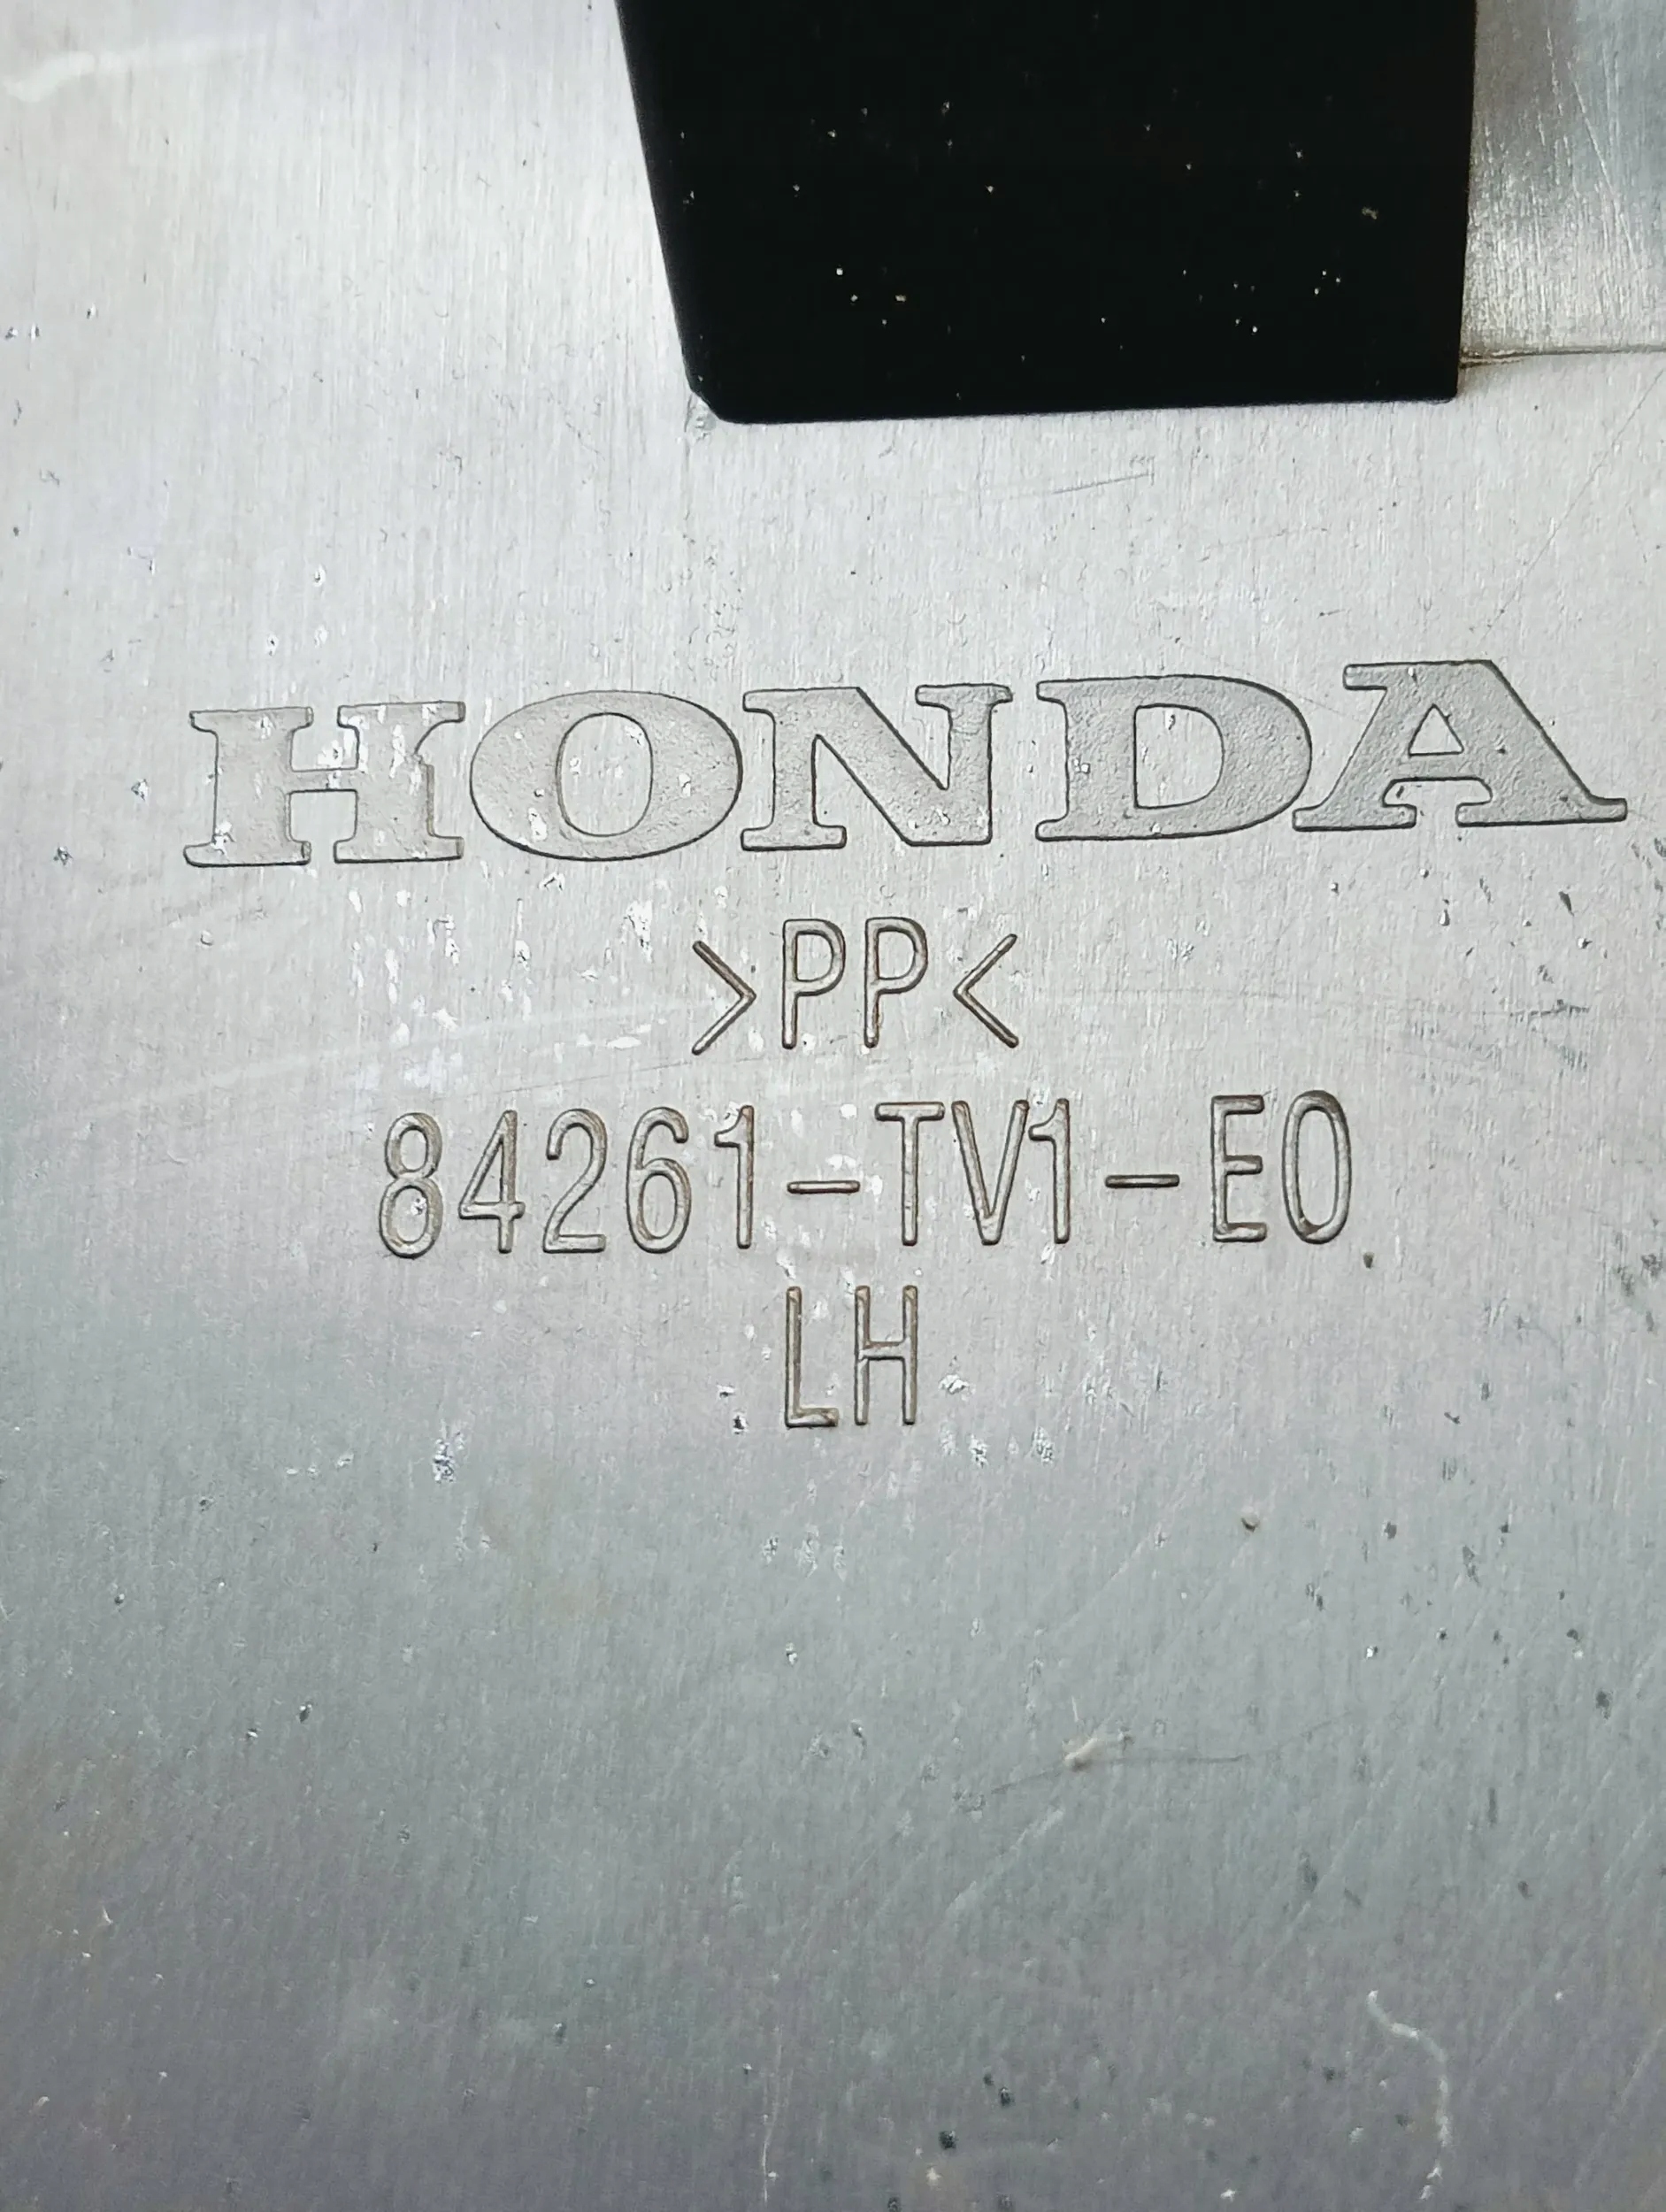 HONDA
>PP<
84261-TV1-E0
LH